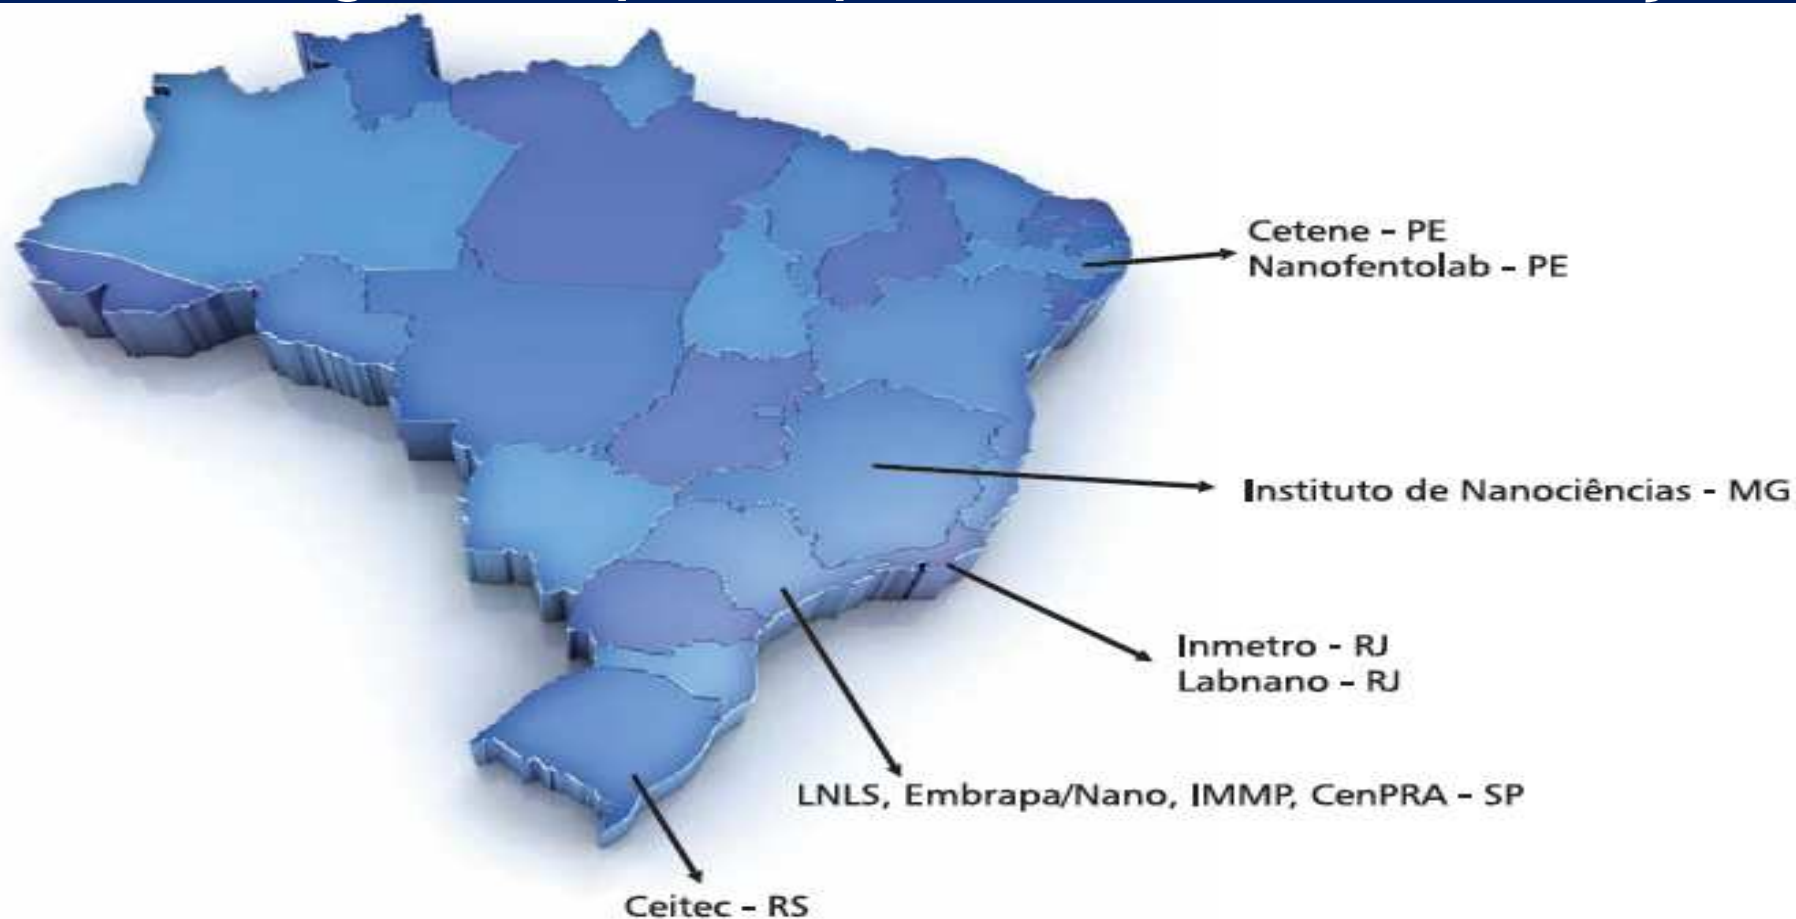 Cetene - PE
Nanofentolab - PE
Instituto de Nanociências - MG
Inmetro - RJ
Labnano - RJ
LNLS, Embrapa/Nano, IMMP, CenPRA - SP
Ceitec - RS